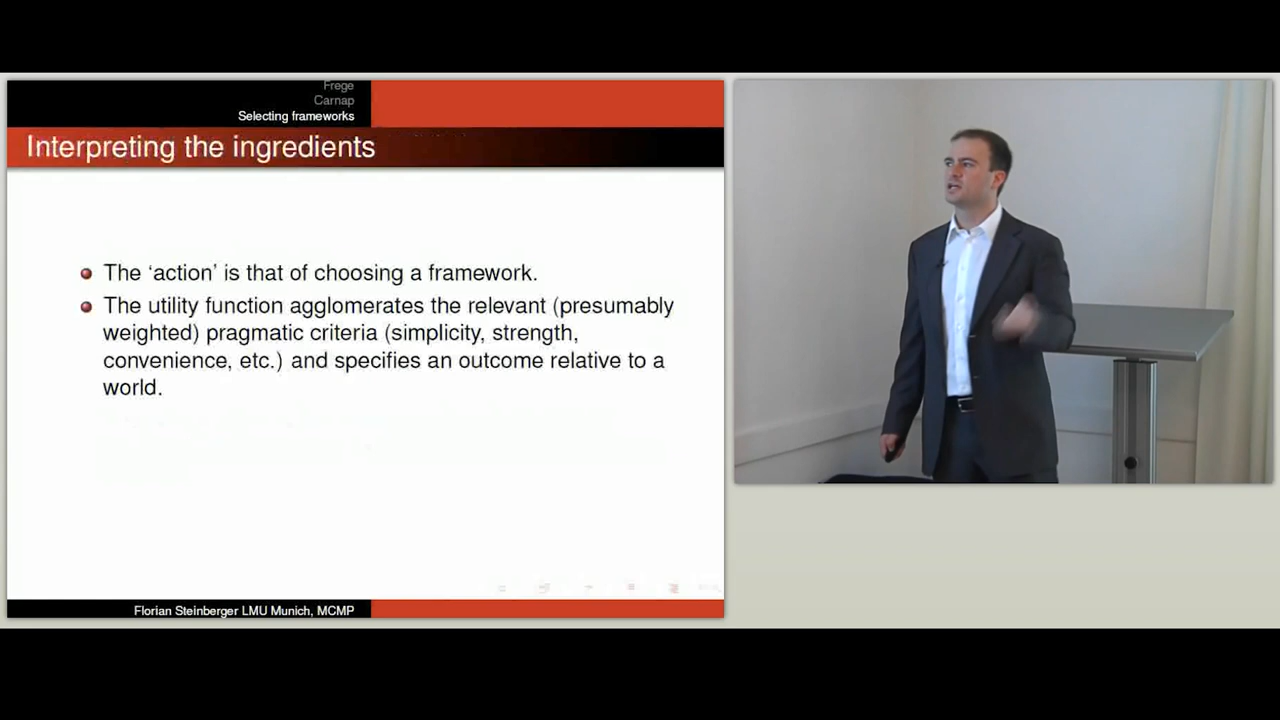 Frege
Carnap
Selecting frameworks
Interpreting the ingredients
The ‘action’ is that of choosing a framework.
The utility function agglomerates the relevant (presumably
weighted) pragmatic criteria (simplicity, strength,
convenience, etc.) and specifies an outcome relative to a
world.
Florian Steinberger LMU Munich, MCMP